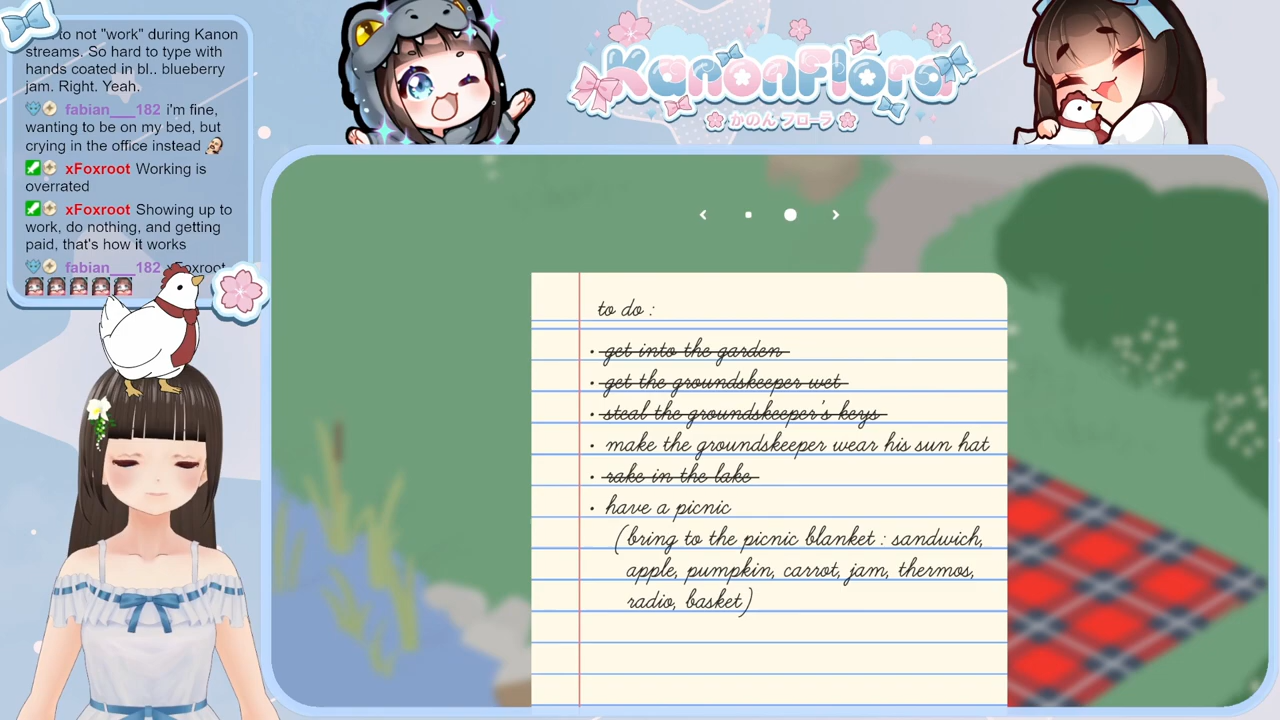 to not "work" during Kanon
streams. So hard to type with
hands coated in bl.. blueberry
jam. Right. Yeah.
fabian___182 i'm fine,
wanting to be on my bed, but
crying in the office instead
xFoxroot Working is
overrated
xFoxroot Showing up to
work, do nothing, and getting
paid, that's how it works
fabian___182 xFoxroot
KanonFlora
かのん フローラ
to do :
• get into the garden
• get the groundskeeper wet
• steal the groundskeeper's keys
• make the groundskeeper wear his sun hat
• rake in the lake
• have a picnic
(bring to the picnic blanket : sandwich,
apple, pumpkin, carrot, jam, thermos,
radio, basket)